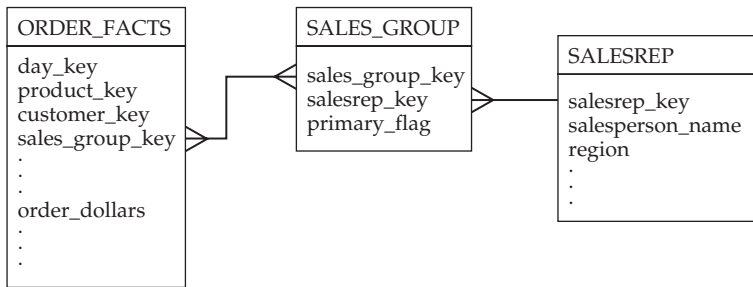 ORDER_FACTS
day_key
product_key
customer_key
sales_group_key
.
.
.
order_dollars
.
.
.
SALES_GROUP
sales_group_key
salesrep_key
primary_flag
SALESREP
salesrep_key
salesperson_name
region
.
.
.